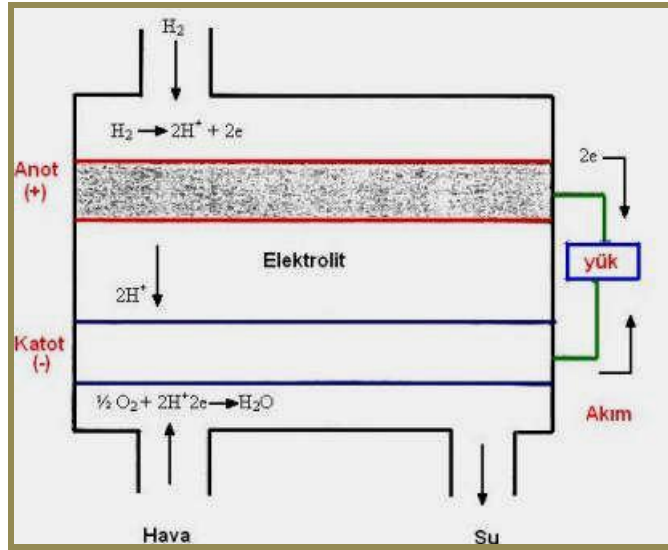 H₂
H₂ → 2H⁺ + 2e
Anot
(+)
2e
Elektrolit
yük
2H⁺
Katot
(-)
½ O₂ + 2H⁺2e → H₂O
Akım
Hava
Su